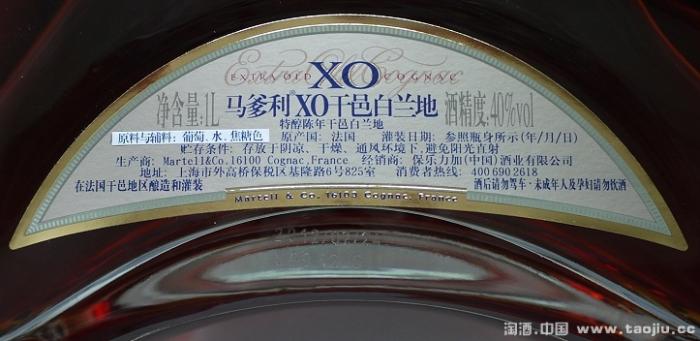 XO
EXTRA OLD COGNAC
净含量:1L 马爹利®XO干邑白兰地 酒精度:40%vol
特醇陈年干邑白兰地
原料与辅料: 葡萄、水、焦糖色 原产国: 法国 灌装日期: 参照瓶身所示(年/月/日)
贮存条件: 存放于阴凉、干燥、通风环境下,避免阳光直射
生产商: Martell&Co.16100 Cognac,France 经销商: 保乐力加(中国)酒业有限公司
地址: 上海市外高桥保税区基隆路6号825室 消费者热线: 400 690 2618
在法国干邑地区酿造和灌装 酒后请勿驾车·未成年人及孕妇请勿饮酒
Martell & Co. 16103 Cognac, France
淘酒.中国 www.taojiu.cc